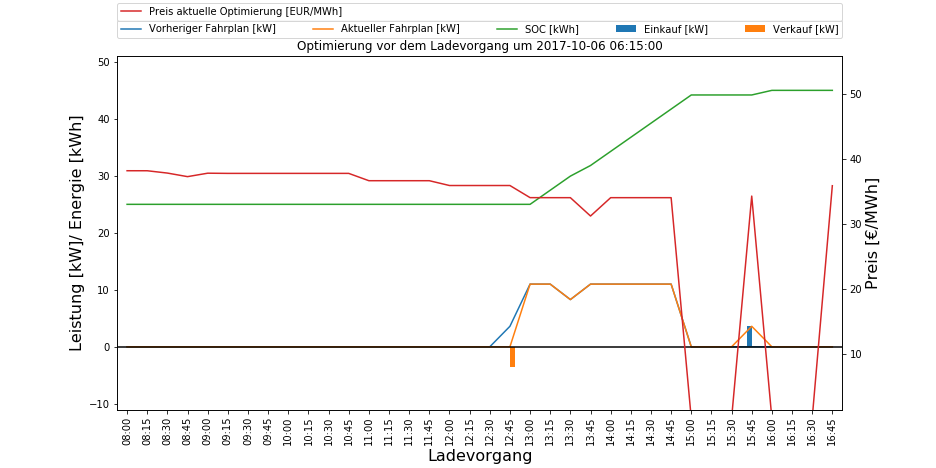 Preis aktuelle Optimierung [EUR/MWh]
Vorheriger Fahrplan [kW] Aktueller Fahrplan [kW] SOC [kWh] Einkauf [kW] Verkauf [kW]
Optimierung vor dem Ladevorgang um 2017-10-06 06:15:00
Leistung [kW]/ Energie [kWh]
50
40
30
20
10
0
−10
50
40
30
20
10
Preis [€/MWh]
08:00 08:15 08:30 08:45 09:00 09:15 09:30 09:45 10:00 10:15 10:30 10:45 11:00 11:15 11:30 11:45 12:00 12:15 12:30 12:45 13:00 13:15 13:30 13:45 14:00 14:15 14:30 14:45 15:00 15:15 15:30 15:45 16:00 16:15 16:30 16:45
Ladevorgang